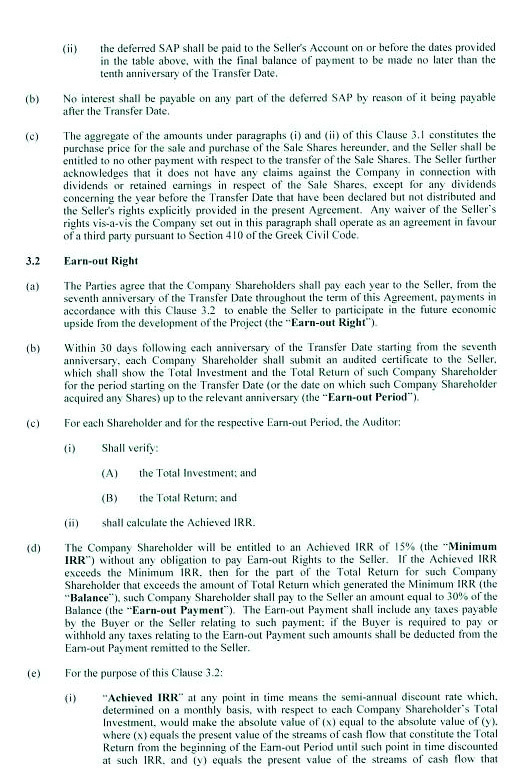 (ii) the deferred SAP shall be paid to the Seller's Account on or before the dates provided
in the table above, with the final balance of payment to be made no later than the
tenth anniversary of the Transfer Date.
(b) No interest shall be payable on any part of the deferred SAP by reason of it being payable
after the Transfer Date.
(c) The aggregate of the amounts under paragraphs (i) and (ii) of this Clause 3.1 constitutes the
purchase price for the sale and purchase of the Sale Shares hereunder, and the Seller shall be
entitled to no other payment with respect to the transfer of the Sale Shares. The Seller further
acknowledges that it does not have any claims against the Company in connection with
dividends or retained earnings in respect of the Sale Shares, except for any dividends
concerning the year before the Transfer Date that have been declared but not distributed and
the Seller's rights explicitly provided in the present Agreement. Any waiver of the Seller's
rights vis-a-vis the Company set out in this paragraph shall operate as an agreement in favour
of a third party pursuant to Section 410 of the Greek Civil Code.
3.2 Earn-out Right
(a) The Parties agree that the Company Shareholders shall pay each year to the Seller, from the
seventh anniversary of the Transfer Date throughout the term of this Agreement, payments in
accordance with this Clause 3.2 to enable the Seller to participate in the future economic
upside from the development of the Project (the "Earn-out Right").
(b) Within 30 days following each anniversary of the Transfer Date starting from the seventh
anniversary, each Company Shareholder shall submit an audited certificate to the Seller,
which shall show the Total Investment and the Total Return of such Company Shareholder
for the period starting on the Transfer Date (or the date on which such Company Shareholder
acquired any Shares) up to the relevant anniversary (the "Earn-out Period").
(c) For each Shareholder and for the respective Earn-out Period, the Auditor:
(i) Shall verify:
(A) the Total Investment; and
(B) the Total Return; and
(ii) shall calculate the Achieved IRR.
(d) The Company Shareholder will be entitled to an Achieved IRR of 15% (the "Minimum
IRR") without any obligation to pay Earn-out Rights to the Seller. If the Achieved IRR
exceeds the Minimum IRR, then for the part of the Total Return for such Company
Shareholder that exceeds the amount of Total Return which generated the Minimum IRR (the
"Balance"), such Company Shareholder shall pay to the Seller an amount equal to 30% of the
Balance (the "Earn-out Payment"). The Earn-out Payment shall include any taxes payable
by the Buyer or the Seller relating to such payment; if the Buyer is required to pay or
withhold any taxes relating to the Earn-out Payment such amounts shall be deducted from the
Earn-out Payment remitted to the Seller.
(e) For the purpose of this Clause 3.2:
(i) "Achieved IRR" at any point in time means the semi-annual discount rate which,
determined on a monthly basis, with respect to each Company Shareholder's Total
Investment, would make the absolute value of (x) equal to the absolute value of (y),
where (x) equals the present value of the streams of cash flow that constitute the Total
Return from the beginning of the Earn-out Period until such point in time discounted
at such IRR, and (y) equals the present value of the streams of cash flow that